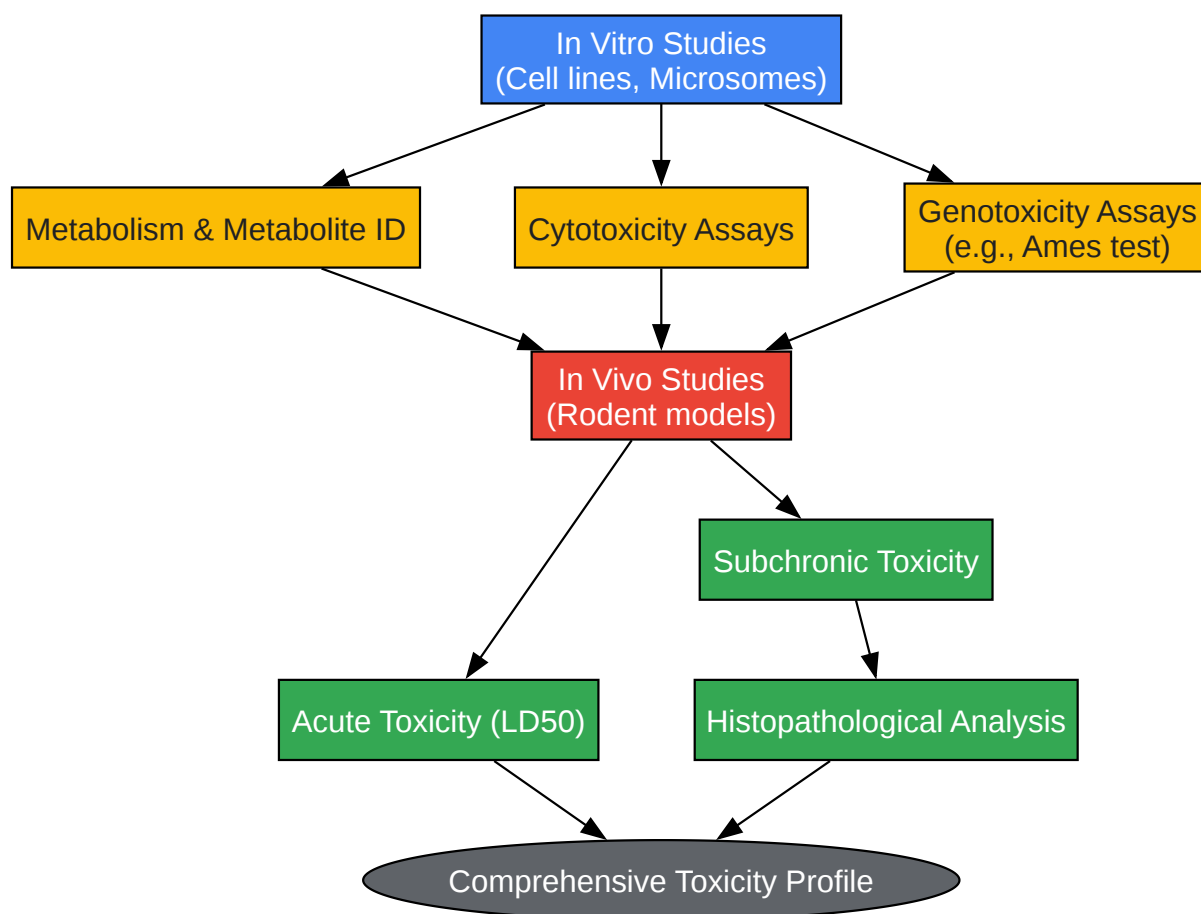 In Vitro Studies
(Cell lines, Microsomes)
Metabolism & Metabolite ID
Cytotoxicity Assays
Genotoxicity Assays
(e.g., Ames test)
In Vivo Studies
(Rodent models)
Subchronic Toxicity
Acute Toxicity (LD50)
Histopathological Analysis
Comprehensive Toxicity Profile